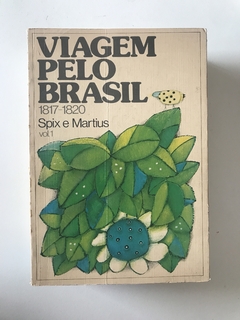 VIAGEM
PELO
BRASIL
1817-1820
Spix e Martius
vol.1